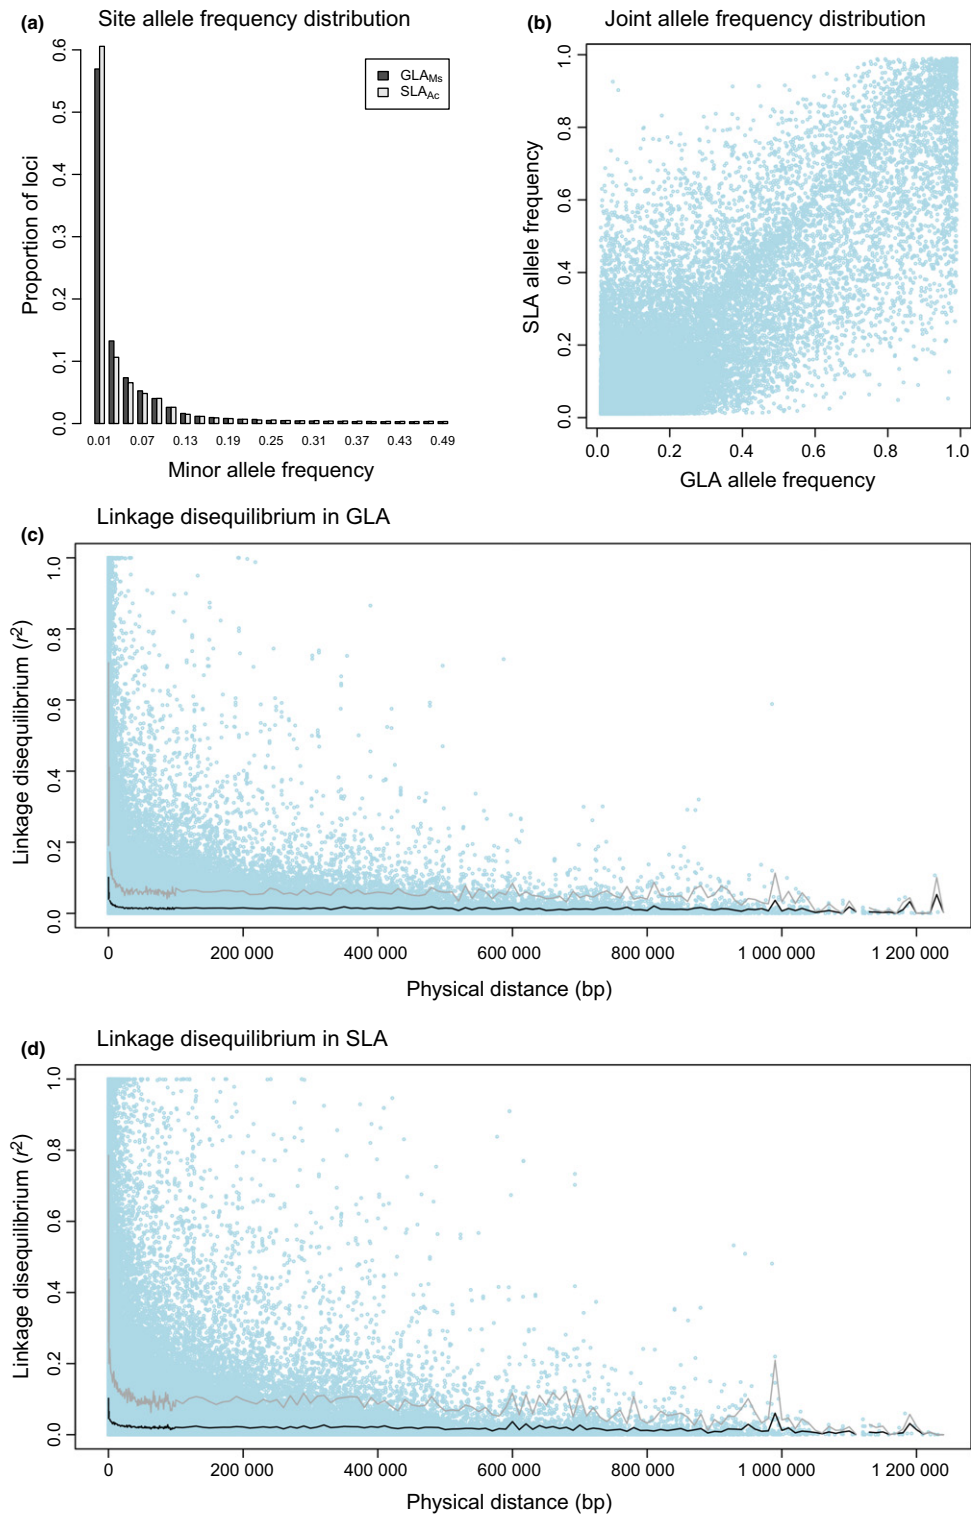 (a) Site allele frequency distribution
0.6
0.5
0.4
0.3
0.2
0.1
0.0
Proportion of loci
GLAMs
SLAAc
0.01 0.07 0.13 0.19 0.25 0.31 0.37 0.43 0.49
Minor allele frequency
(b) Joint allele frequency distribution
1.0
0.8
0.6
0.4
0.2
0.0
SLA allele frequency
0.0 0.2 0.4 0.6 0.8 1.0
GLA allele frequency
(c) Linkage disequilibrium in GLA
1.0
0.8
0.6
0.4
0.2
0.0
Linkage disequilibrium (r2)
0 200 000 400 000 600 000 800 000 1 000 000 1 200 000
Physical distance (bp)
(d) Linkage disequilibrium in SLA
1.0
0.8
0.6
0.4
0.2
0.0
Linkage disequilibrium (r2)
0 200 000 400 000 600 000 800 000 1 000 000 1 200 000
Physical distance (bp)